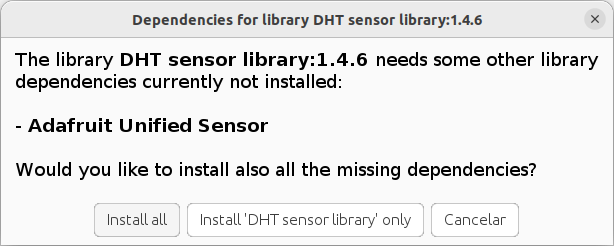 Dependencies for library DHT sensor library:1.4.6
The library DHT sensor library:1.4.6 needs some other library
dependencies currently not installed:
- Adafruit Unified Sensor
Would you like to install also all the missing dependencies?
Install all
Install 'DHT sensor library' only
Cancelar